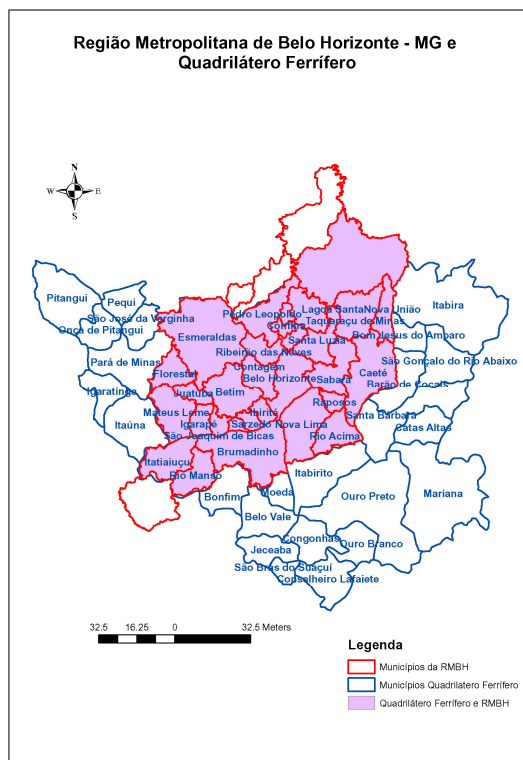 Região Metropolitana de Belo Horizonte - MG e
Quadrilátero Ferrífero
N
W
E
S
Pitangui
Pequi
São José da Varginha
Onça de Pitangui
Pará de Minas
Igaratinga
Itaúna
Esmeraldas
Florestal
Juatuba
Mateus Leme
Igarapé
São Joaquim de Bicas
Itatiaiuçu
Rio Manso
Brumadinho
Bonfim
Pedro Leopoldo
Confins
Lagoa Santa
Nova União
Taquaraçu de Minas
Bom Jesus do Amparo
Santa Luzia
Ribeirão das Neves
Contagem
Belo Horizonte
Betim
Ibirité
Sarzedo
Nova Lima
Sabará
Caeté
Raposos
Rio Acima
Itabira
São Gonçalo do Rio Abaixo
Barão de Cocais
Santa Bárbara
Catas Altas
Itabirito
Moeda
Ouro Preto
Mariana
Belo Vale
Congonhas
Ouro Branco
Jeceaba
São Brás do Suaçuí
Conselheiro Lafaiete
32.5 16.25 0 32.5 Meters
Legenda
Municípios da RMBH
Municípios Quadrilatero Ferrífero
Quadrilátero Ferrífero e RMBH